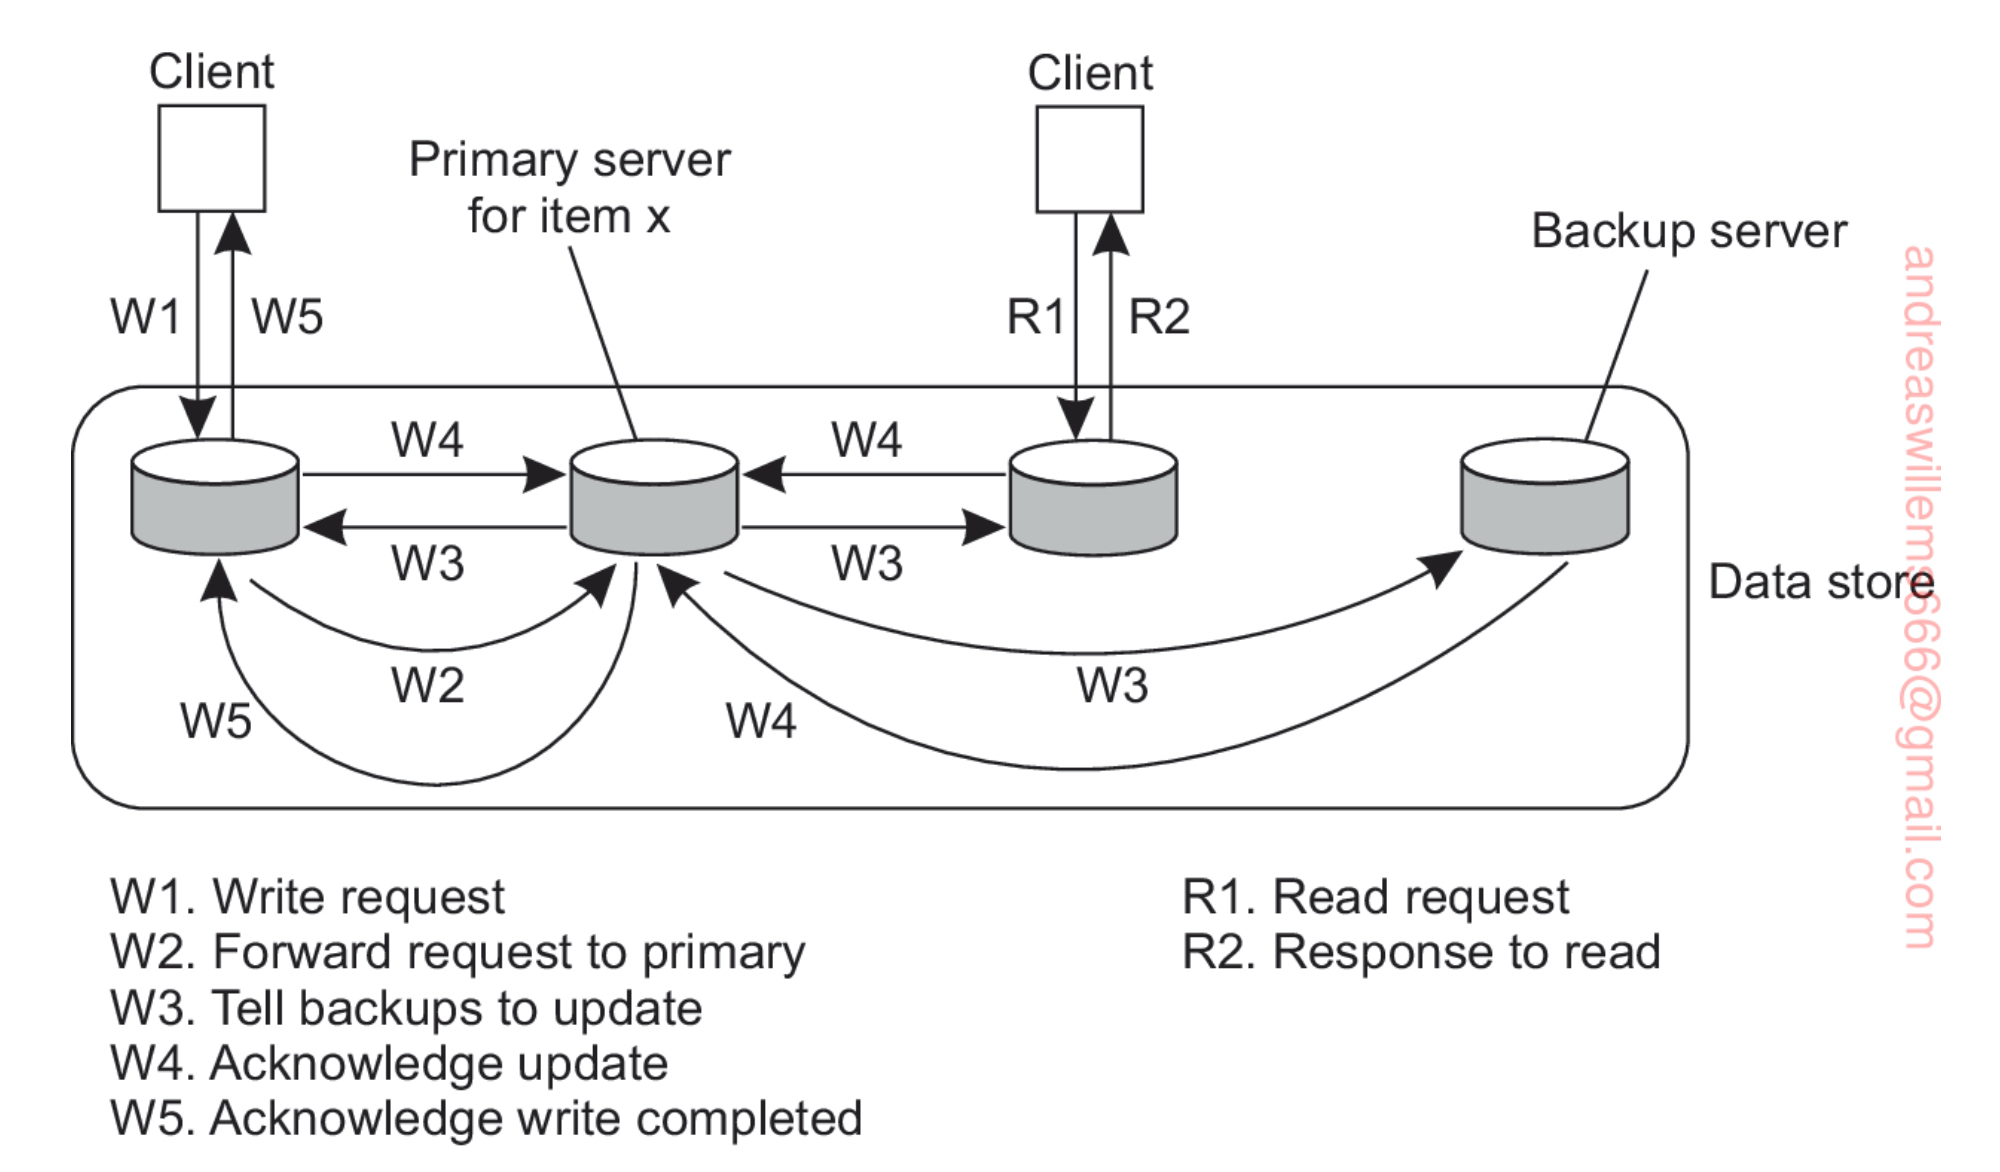 Client
Client
Primary server
for item x
Backup server
W1
W5
R1
R2
W4
W4
W3
W3
Data store
W2
W3
W5
W4
W1. Write request
W2. Forward request to primary
W3. Tell backups to update
W4. Acknowledge update
W5. Acknowledge write completed
R1. Read request
R2. Response to read
andreaswillems666@gmail.com